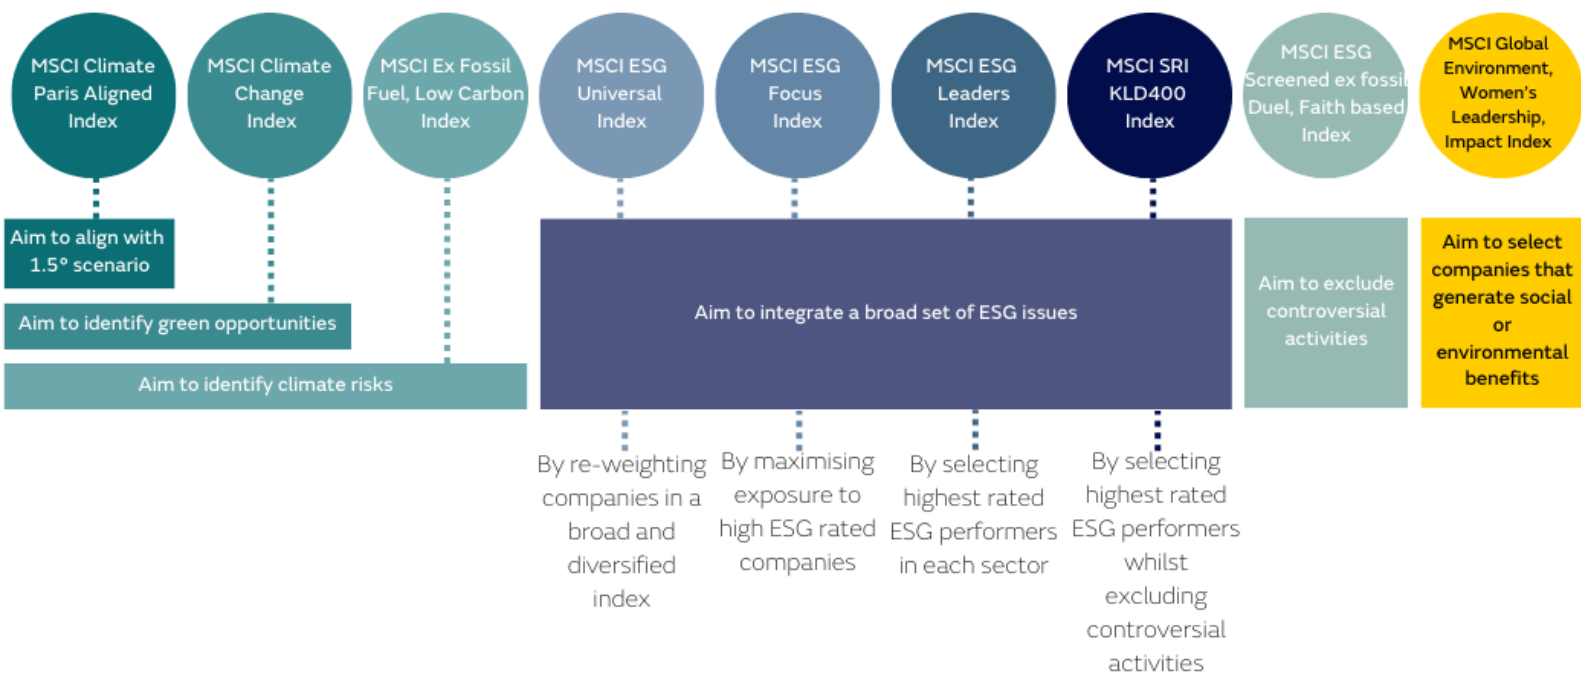 MSCI Climate
Paris Aligned
Index
MSCI Climate
Change
Index
MSCI Ex Fossil
Fuel, Low Carbon
Index
MSCI ESG
Universal
Index
MSCI ESG
Focus
Index
MSCI ESG
Leaders
Index
MSCI SRI
KLD400
Index
MSCI ESG
Screened ex fossil
Duel, Faith based
Index
MSCI Global
Environment,
Women's
Leadership,
Impact Index
Aim to align with
1.5° scenario
Aim to identify green opportunities
Aim to identify climate risks
Aim to integrate a broad set of ESG issues
Aim to exclude
controversial
activities
Aim to select
companies that
generate social
or
environmental
benefits
By re-weighting
companies in a
broad and
diversified
index
By maximising
exposure to
high ESG rated
companies
By selecting
highest rated
ESG performers
in each sector
By selecting
highest rated
ESG performers
whilst
excluding
controversial
activities